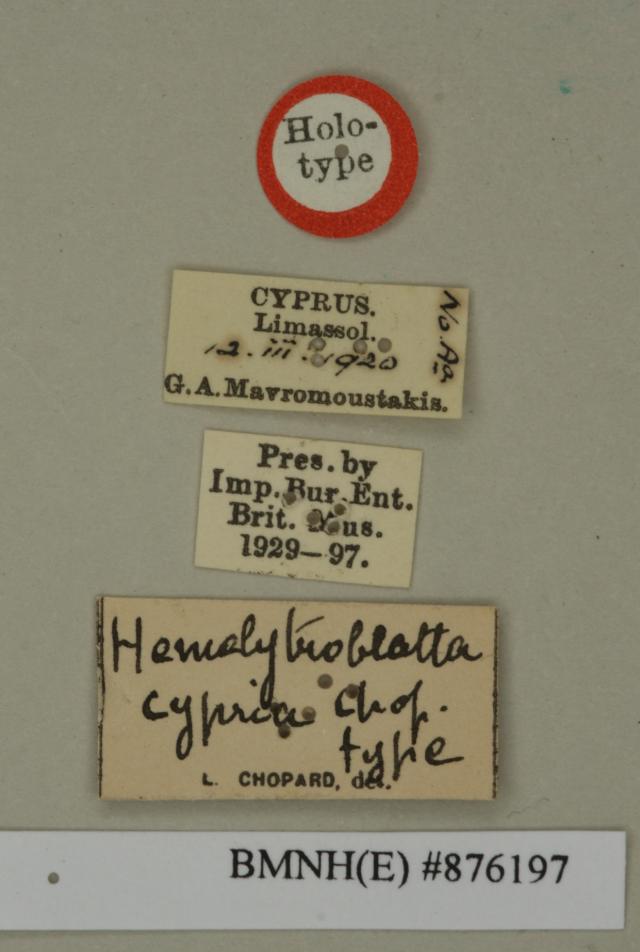 Holo-
type
CYPRUS.
Limassol.
12.III.1920
G.A.Mavromoustakis.
No. Aa
Pres. by
Imp. Bur. Ent.
Brit. Mus.
1929—97.
Hemelytroblatta
cypria Chop.
type
L. CHOPARD, det.
BMNH(E) #876197